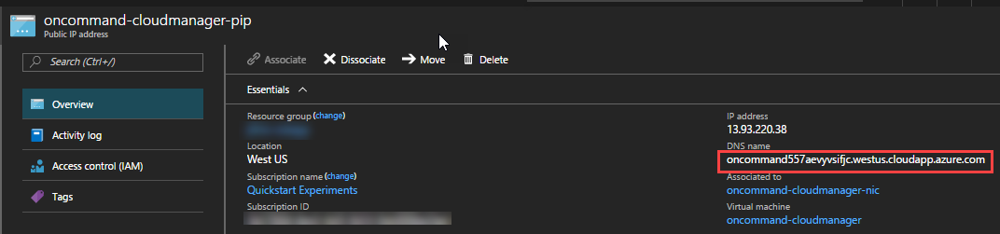 oncommand-cloudmanager-pip
Public IP address
Search (Ctrl+/)
Overview
Activity log
Access control (IAM)
Tags
Associate Dissociate Move Delete
Essentials
Resource group (change)
Location
West US
Subscription name (change)
Quickstart Experiments
Subscription ID
IP address
13.93.220.38
DNS name
oncommand557aevyvsifjc.westus.cloudapp.azure.com
Associated to
oncommand-cloudmanager-nic
Virtual machine
oncommand-cloudmanager